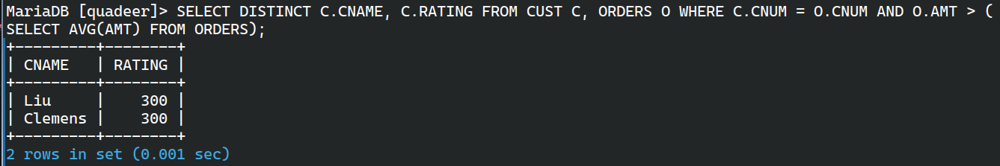 MariaDB [quadeer]> SELECT DISTINCT C.CNAME, C.RATING FROM CUST C, ORDERS O WHERE C.CNUM = O.CNUM AND O.AMT > (
SELECT AVG(AMT) FROM ORDERS);
+---------+--------+
| CNAME   | RATING |
+---------+--------+
| Liu     |    300 |
| Clemens |    300 |
+---------+--------+
2 rows in set (0.001 sec)